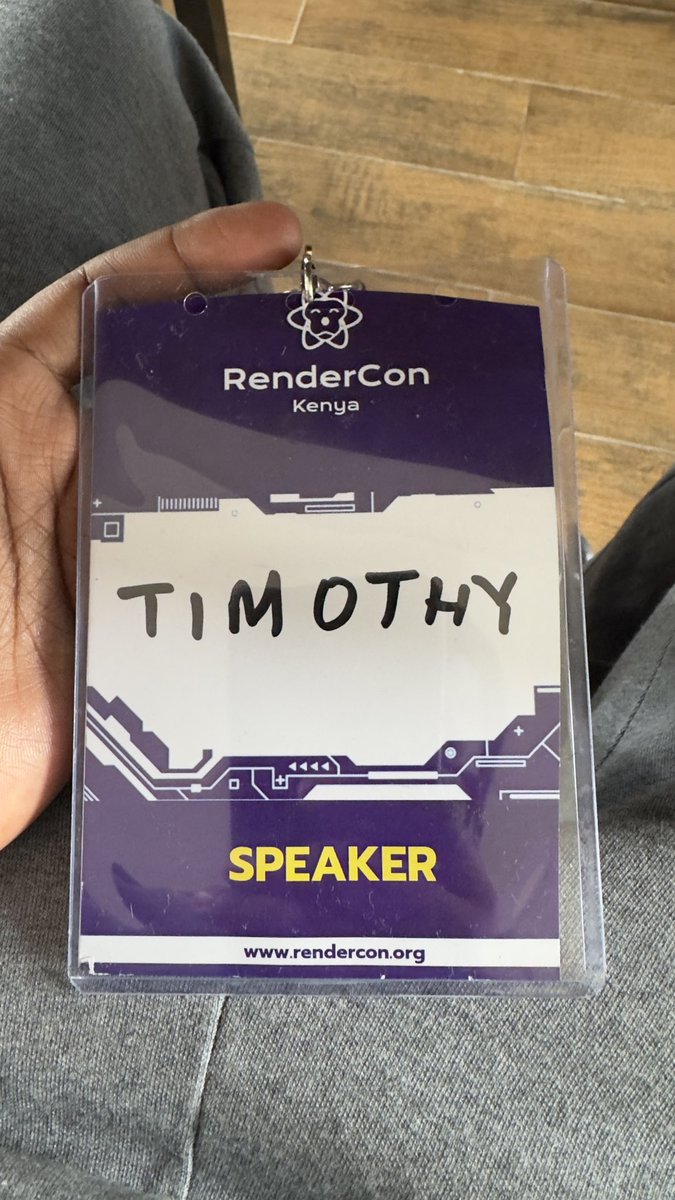 RenderCon
Kenya
TIMOTHY
SPEAKER
www.rendercon.org